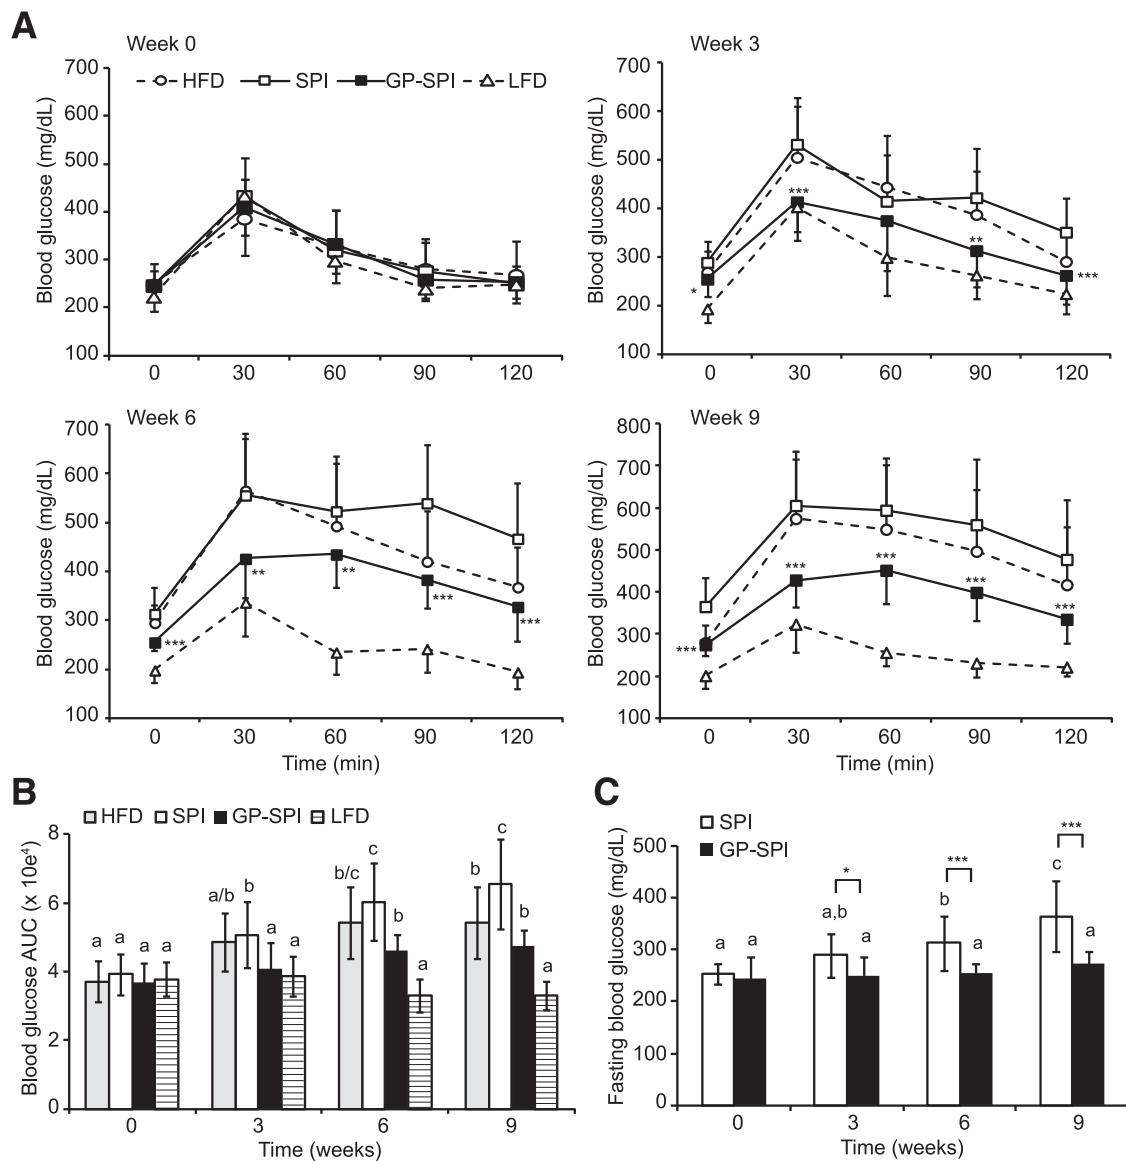 A
Week 0
HFD SPI GP-SPI LFD
Blood glucose (mg/dL)
700
600
500
400
300
200
100
0 30 60 90 120
Week 3
Blood glucose (mg/dL)
700
600
500
400
300
200
100
*
***
**
***
0 30 60 90 120
Week 6
Blood glucose (mg/dL)
700
600
500
400
300
200
100
***
**
**
***
***
0 30 60 90 120
Time (min)
Week 9
Blood glucose (mg/dL)
800
700
600
500
400
300
200
100
***
***
***
***
***
0 30 60 90 120
Time (min)
B
HFD SPI GP-SPI LFD
Blood glucose AUC (x 10e⁴)
8
6
4
2
0
a a a a
a/b b a a
b/c c b a
b c b a
0 3 6 9
Time (weeks)
C
SPI
GP-SPI
Fasting blood glucose (mg/dL)
500
400
300
200
100
0
a a
* a,b a
*** b a
*** c a
0 3 6 9
Time (weeks)